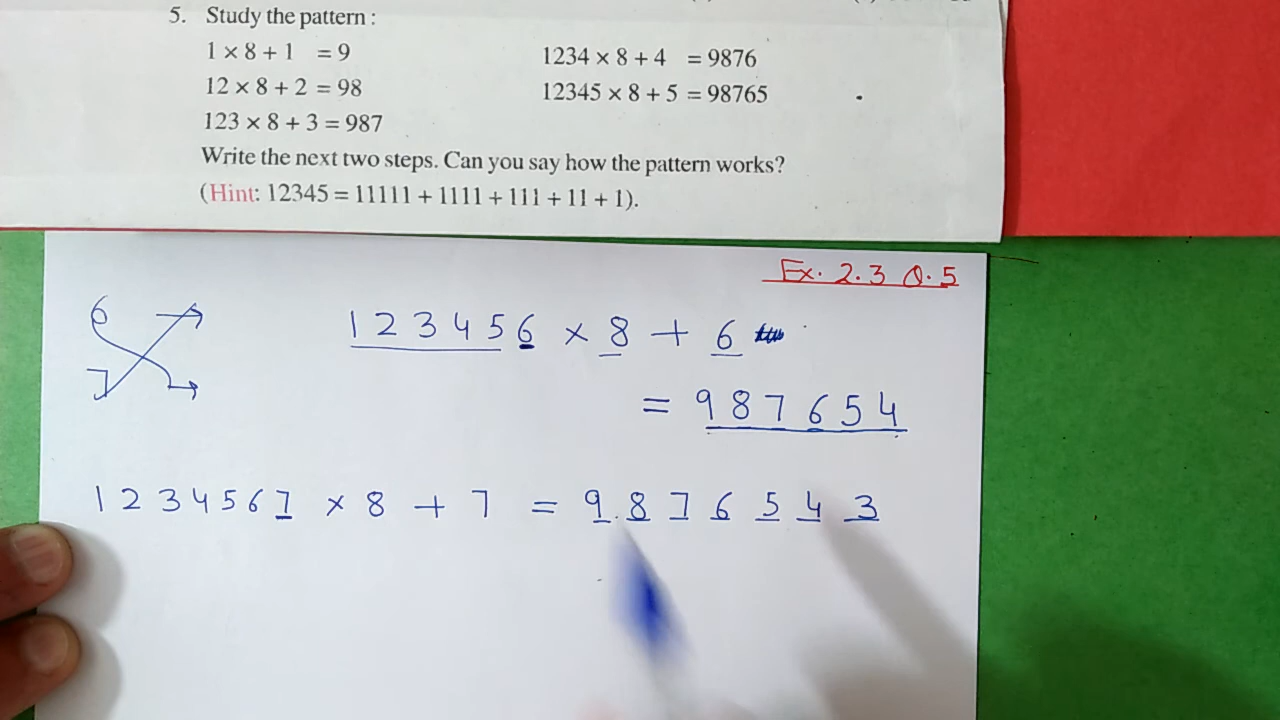 5. Study the pattern :
1 × 8 + 1 = 9
12 × 8 + 2 = 98
123 × 8 + 3 = 987
1234 × 8 + 4 = 9876
12345 × 8 + 5 = 98765
Write the next two steps. Can you say how the pattern works?
(Hint: 12345 = 11111 + 1111 + 111 + 11 + 1).
Ex. 2.3 Q.5
6
7
123456 × 8 + 6
= 987654
1234567 × 8 + 7 = 9876543